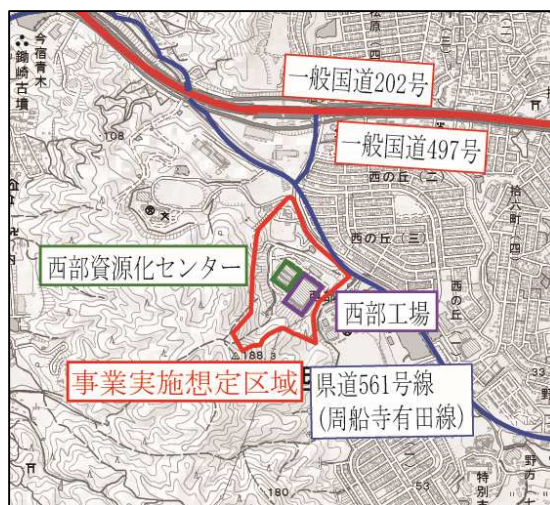 今宿青木
鋤崎古墳
108
一般国道202号
一般国道497号
西の丘(二)
拾六町
(四)
西の丘(三)
西部資源化センター
西部工場
西の丘
188.3
事業実施想定区域
県道561号線
(周船寺有田線)
33
180
53
野方
特別